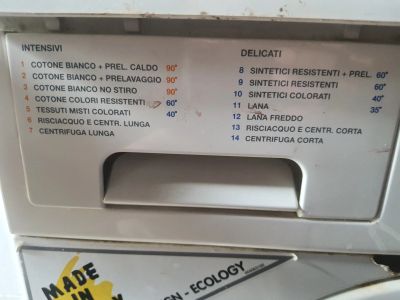 INTENSIVI
1 COTONE BIANCO + PREL. CALDO 90°
2 COTONE BIANCO + PRELAVAGGIO 90°
3 COTONE BIANCO NO STIRO 90°
4 COTONE COLORI RESISTENTI 60°
5 TESSUTI MISTI COLORATI 40°
6 RISCIACQUO E CENTR. LUNGA
7 CENTRIFUGA LUNGA
DELICATI
8 SINTETICI RESISTENTI + PREL. 60°
9 SINTETICI RESISTENTI 60°
10 SINTETICI COLORATI 40°
11 LANA 35°
12 LANA FREDDO
13 RISCIACQUO E CENTR. CORTA
14 CENTRIFUGA CORTA
MADE
IN
- ECOLOGY